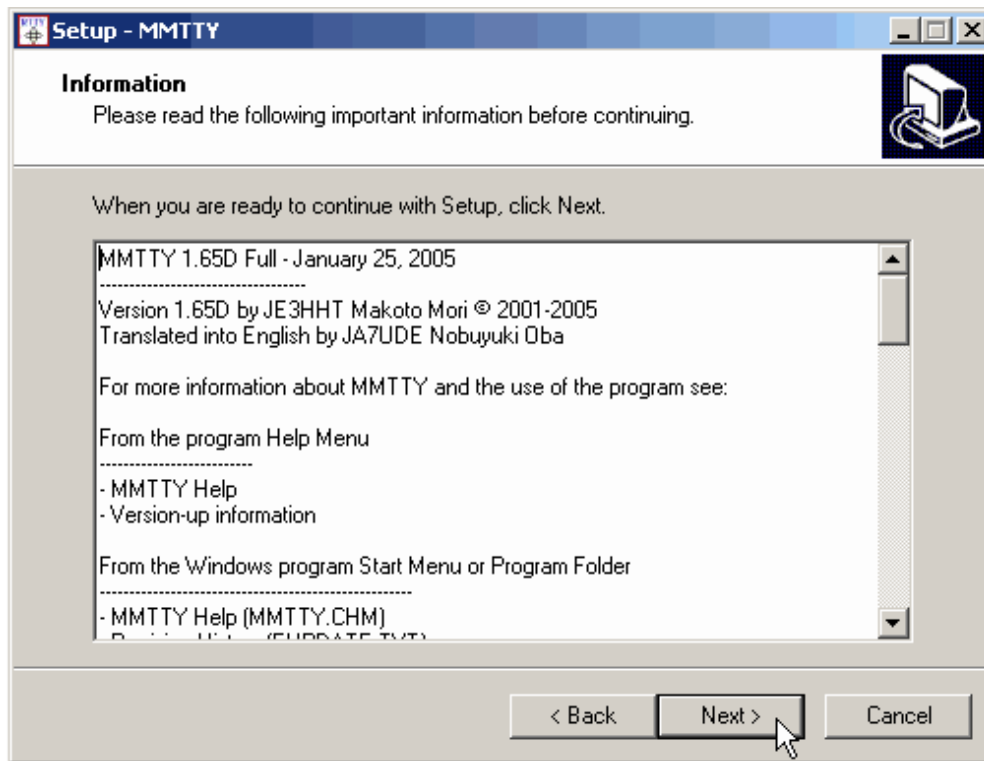 Setup - MMTTY
Information
Please read the following important information before continuing.
When you are ready to continue with Setup, click Next.
MMTTY 1.65D Full - January 25, 2005
---------------------------------
Version 1.65D by JE3HHT Makoto Mori © 2001-2005
Translated into English by JA7UDE Nobuyuki Oba
For more information about MMTTY and the use of the program see:
From the program Help Menu
--------------------------
- MMTTY Help
- Version-up information
From the Windows program Start Menu or Program Folder
----------------------------------------------------
- MMTTY Help (MMTTY.CHM)
< Back
Next >
Cancel